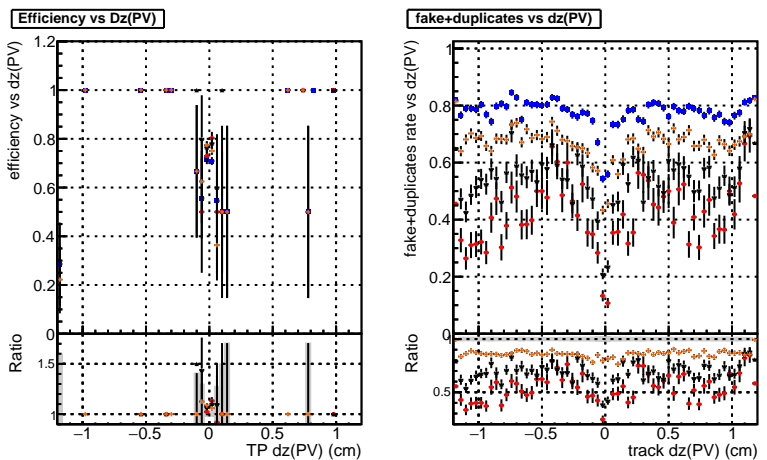 Efficiency vs Dz(PV)
efficiency vs dz(PV)
1.2
1
0.8
0.6
0.4
0.2
0
Ratio
1.5
1
−1 −0.5 0 0.5 1
TP dz(PV) (cm)
fake+duplicates vs dz(PV)
fake+duplicates rate vs dz(PV)
1
0.8
0.6
0.4
0.2
0
Ratio
0.5
−1 −0.5 0 0.5 1
track dz(PV) (cm)